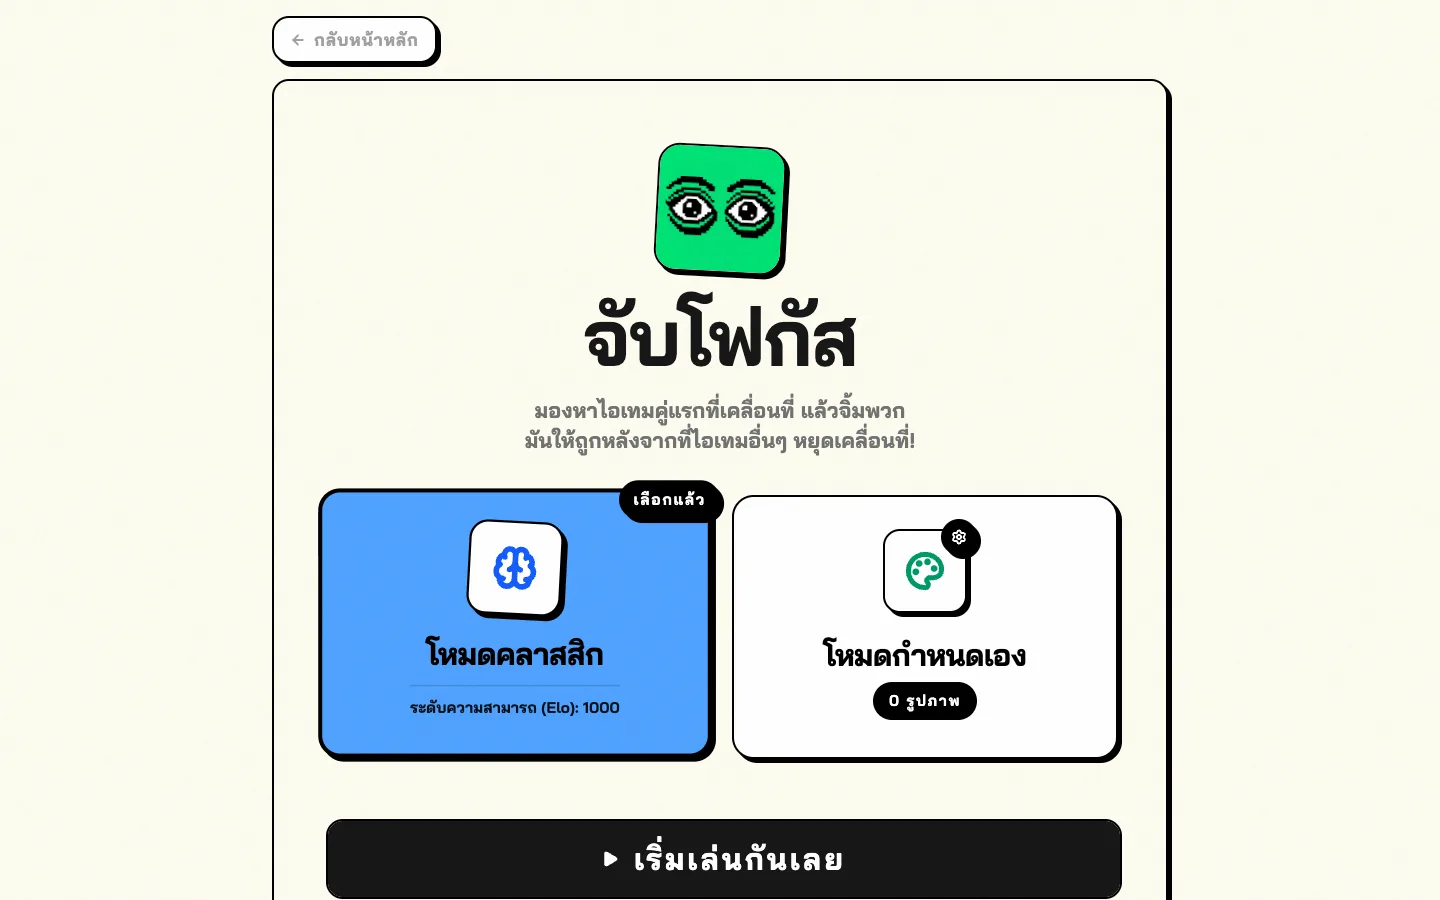 ← กลับหน้าหลัก
จับโฟกัส
มองหาไอเทมคู่แรกที่เคลื่อนที่ แล้วจิ้มพวก
มันให้ถูกหลังจากที่ไอเทมอื่นๆ หยุดเคลื่อนที่!
เลือกแล้ว
โหมดคลาสสิก
ระดับความสามารถ (Elo): 1000
โหมดกำหนดเอง
0 รูปภาพ
เริ่มเล่นกันเลย